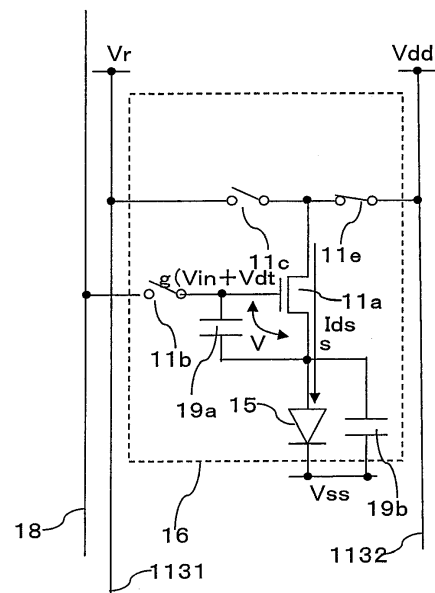 Vr
Vdd
11c
11e
g(Vin+Vdt
11a
11b
19a
V
Ids
s
15
19b
Vss
16
18
1131
1132